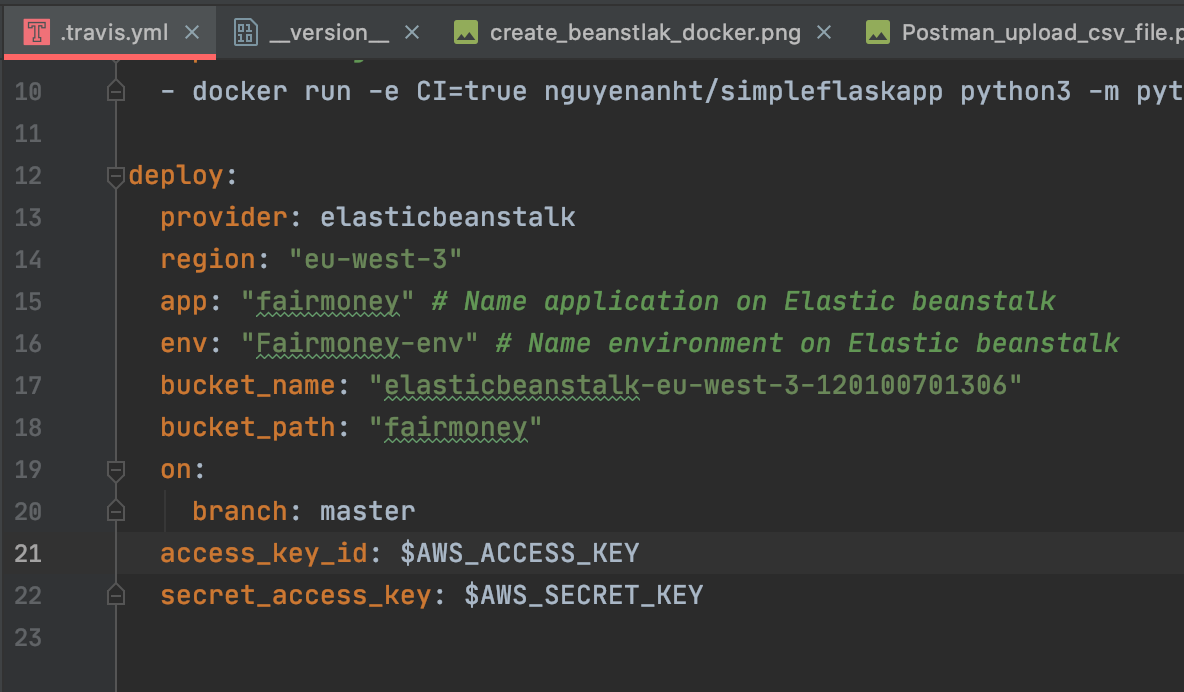 .travis.yml
__version__
create_beanstlak_docker.png
Postman_upload_csv_file.p
10 - docker run -e CI=true nguyenanht/simpleflaskapp python3 -m pyt
11
12 deploy:
13 provider: elasticbeanstalk
14 region: "eu-west-3"
15 app: "fairmoney" # Name application on Elastic beanstalk
16 env: "Fairmoney-env" # Name environment on Elastic beanstalk
17 bucket_name: "elasticbeanstalk-eu-west-3-120100701306"
18 bucket_path: "fairmoney"
19 on:
20 branch: master
21 access_key_id: $AWS_ACCESS_KEY
22 secret_access_key: $AWS_SECRET_KEY
23